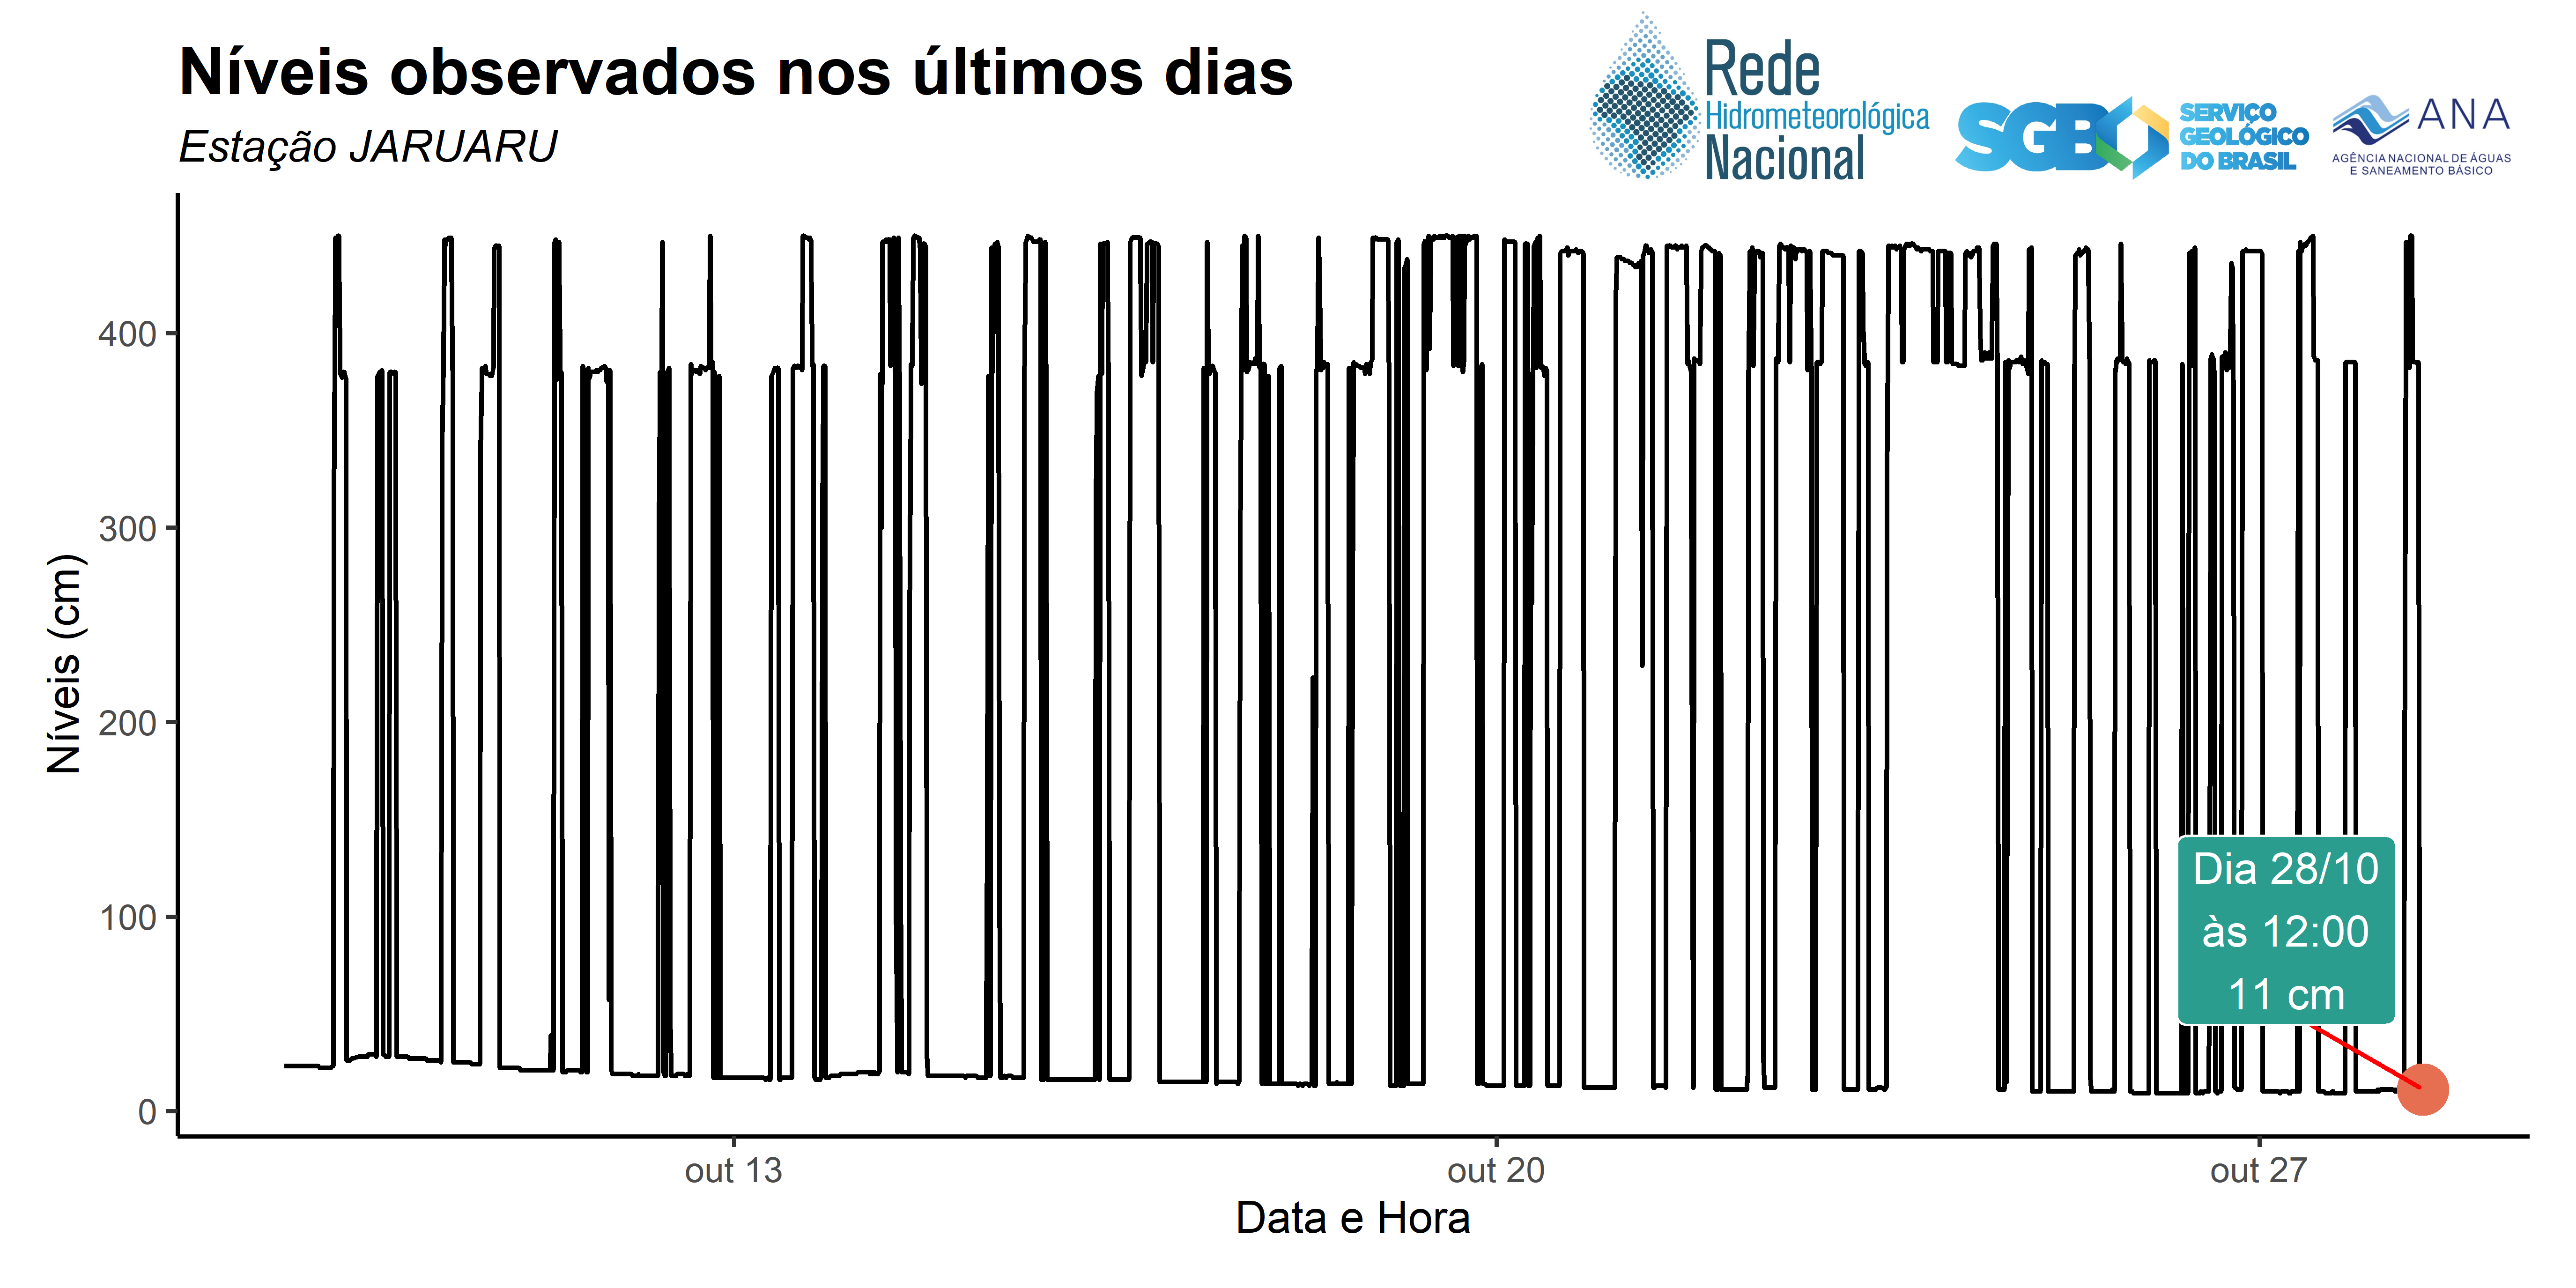 Níveis observados nos últimos dias
Estação JARUARU
Rede
Hidrometeorológica
Nacional
SGB
SERVIÇO
GEOLÓGICO
DO BRASIL
ANA
AGÊNCIA NACIONAL DE ÁGUAS
E SANEAMENTO BÁSICO
Níveis (cm)
400
300
200
100
0
Dia 28/10
às 12:00
11 cm
out 13
out 20
out 27
Data e Hora